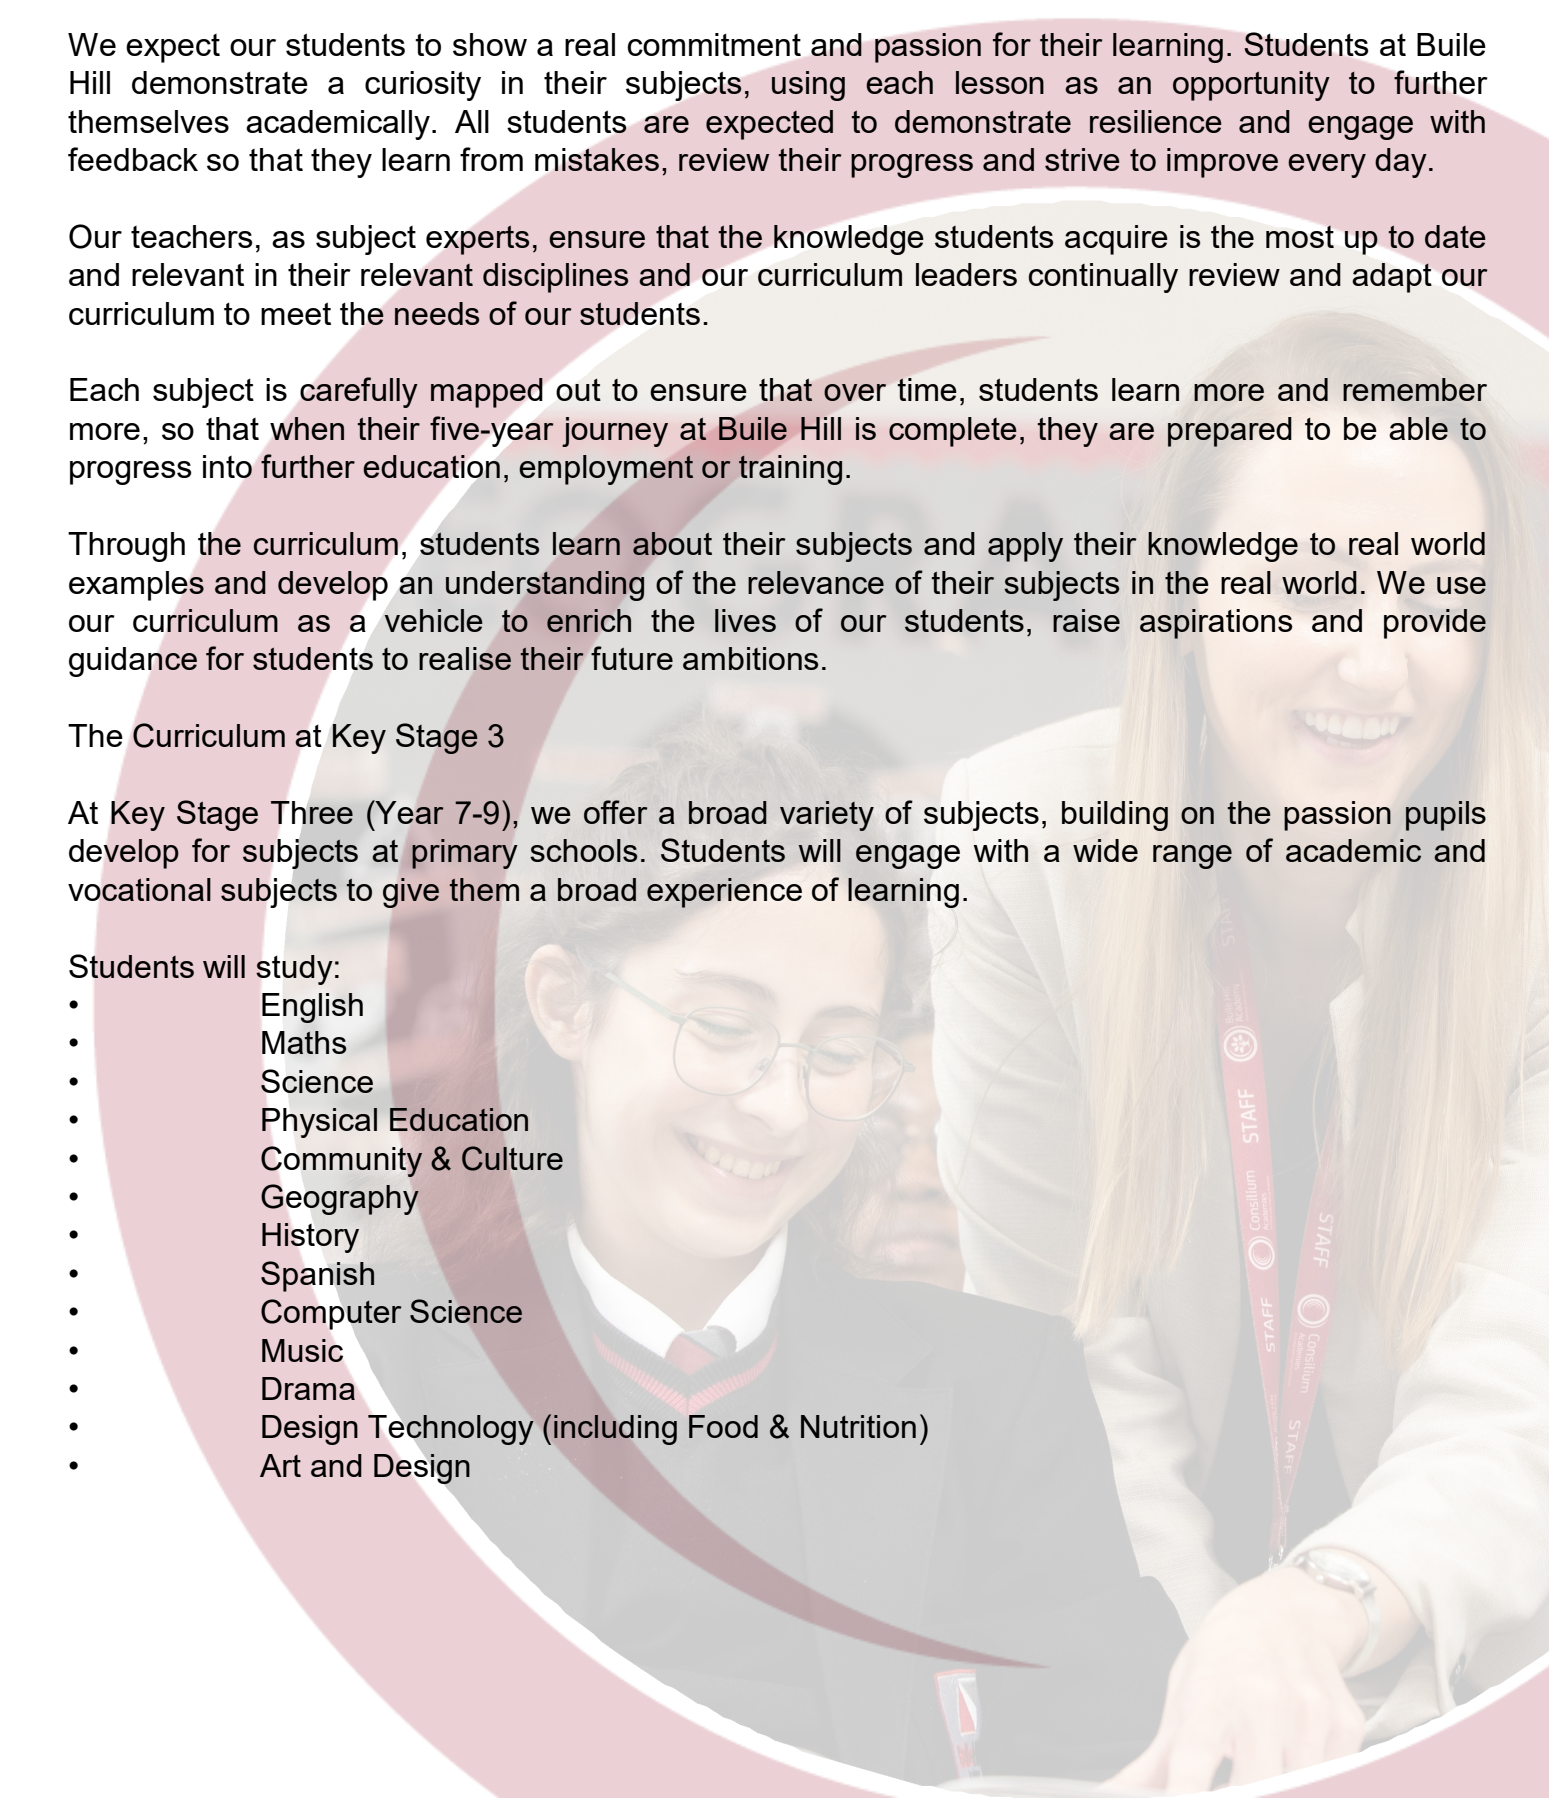 We expect our students to show a real commitment and passion for their learning. Students at Buile
Hill demonstrate a curiosity in their subjects, using each lesson as an opportunity to further
themselves academically. All students are expected to demonstrate resilience and engage with
feedback so that they learn from mistakes, review their progress and strive to improve every day.
Our teachers, as subject experts, ensure that the knowledge students acquire is the most up to date
and relevant in their relevant disciplines and our curriculum leaders continually review and adapt our
curriculum to meet the needs of our students.
Each subject is carefully mapped out to ensure that over time, students learn more and remember
more, so that when their five-year journey at Buile Hill is complete, they are prepared to be able to
progress into further education, employment or training.
Through the curriculum, students learn about their subjects and apply their knowledge to real world
examples and develop an understanding of the relevance of their subjects in the real world. We use
our curriculum as a vehicle to enrich the lives of our students, raise aspirations and provide
guidance for students to realise their future ambitions.
The Curriculum at Key Stage 3
At Key Stage Three (Year 7-9), we offer a broad variety of subjects, building on the passion pupils
develop for subjects at primary schools. Students will engage with a wide range of academic and
vocational subjects to give them a broad experience of learning.
Students will study:
• English
• Maths
• Science
• Physical Education
• Community & Culture
• Geography
• History
• Spanish
• Computer Science
• Music
• Drama
• Design Technology (including Food & Nutrition)
• Art and Design
STAFF
Consilium
Academies
STAFF
STAFF
Consilium
Academies
STAFF